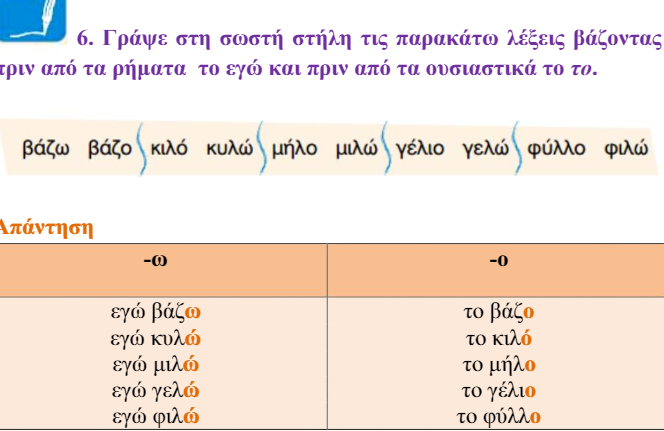 6. Γράψε στη σωστή στήλη τις παρακάτω λέξεις βάζοντας
πριν από τα ρήματα το εγώ και πριν από τα ουσιαστικά το το.
βάζω βάζο κιλό κυλώ μήλο μιλώ γέλιο γελώ φύλλο φιλώ
Απάντηση
-ω -ο
εγώ βάζω το βάζο
εγώ κυλώ το κιλό
εγώ μιλώ το μήλο
εγώ γελώ το γέλιο
εγώ φιλώ το φύλλο